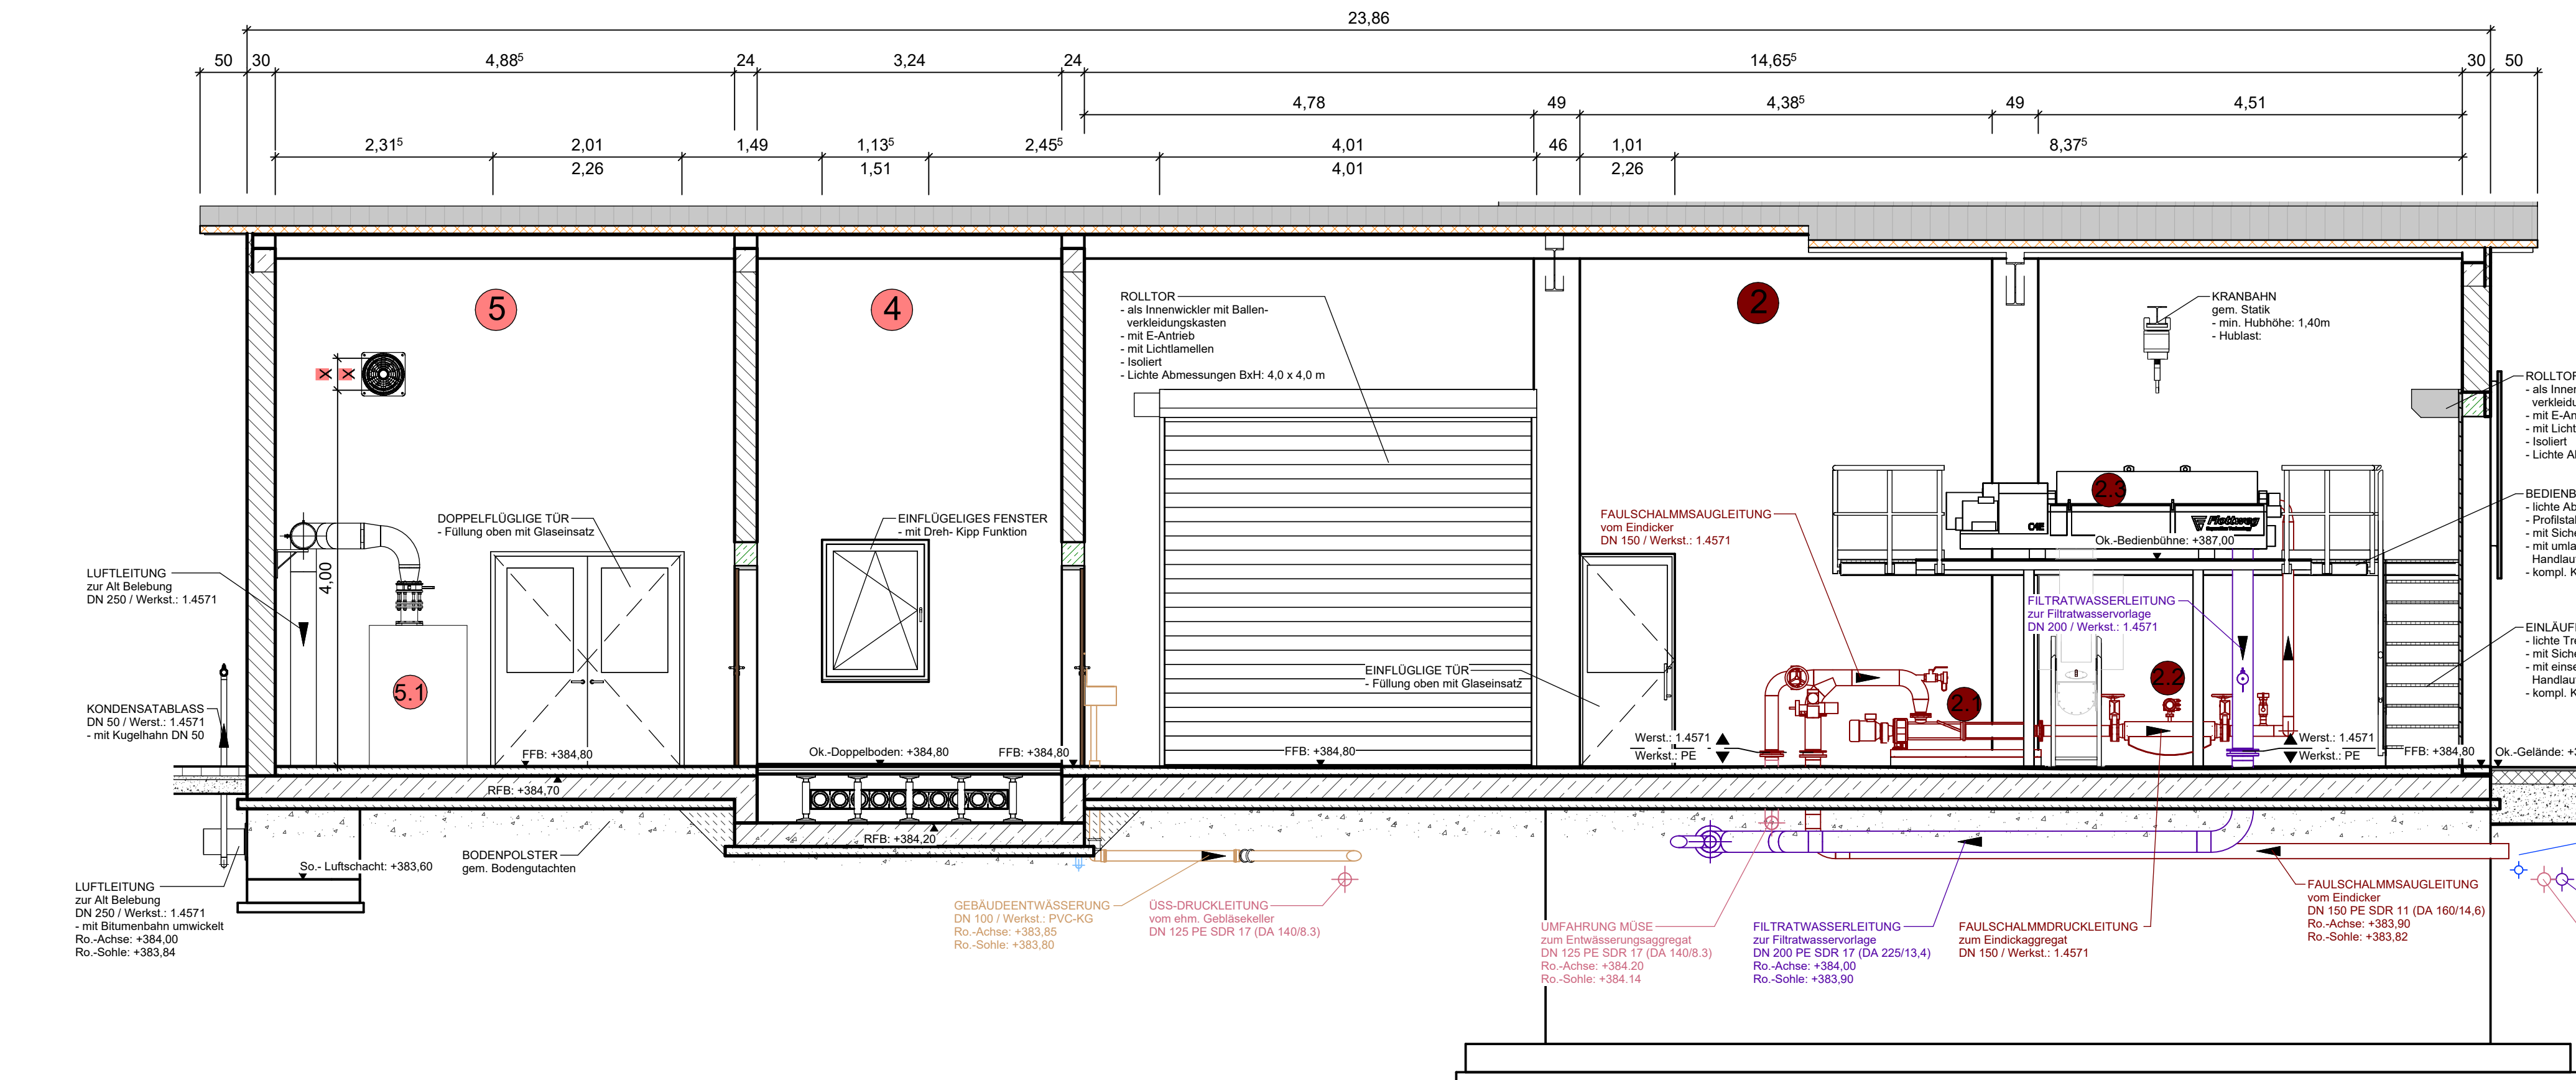 23,86
50 30 4,88⁵ 24 3,24 24 14,65⁵ 30 50
4,78 49 4,38⁵ 49 4,51
2,31⁵ 2,01 1,49 1,13⁵ 2,45⁵ 4,01 46 1,01 8,37⁵
2,26 1,51 4,01 2,26
5
4
2
ROLLTOR
- als Innenwickler mit Ballen-
verkleidungskasten
- mit E-Antrieb
- mit Lichtlamellen
- Isoliert
- Lichte Abmessungen BxH: 4,0 x 4,0 m
KRANBAHN
gem. Statik
- min. Hubhöhe: 1,40m
- Hublast:
X X
ROLLTOR
- als Inne
verkleidu
- mit E-An
- mit Licht
- Isoliert
- Lichte A
DOPPELFLÜGLIGE TÜR
- Füllung oben mit Glaseinsatz
EINFLÜGELIGES FENSTER
- mit Dreh- Kipp Funktion
FAULSCHALMMSAUGLEITUNG
vom Eindicker
DN 150 / Werkst.: 1.4571
2.3
C4E
Flottweg
Ok.-Bedienbühne: +387,00
BEDIENB
- lichte Ab
- Profilstal
- mit Siche
- mit umla
Handlauf
- kompl. K
LUFTLEITUNG
zur Alt Belebung
DN 250 / Werkst.: 1.4571
4,00
FILTRATWASSERLEITUNG
zur Filtratwasservorlage
DN 200 / Werkst.: 1.4571
EINLÄUFI
- lichte Tre
- mit Siche
- mit einse
Handlau
- kompl. K
5.1
EINFLÜGLIGE TÜR
- Füllung oben mit Glaseinsatz
2.1
2.2
KONDENSATABLASS
DN 50 / Werst.: 1.4571
- mit Kugelhahn DN 50
FFB: +384,80
Ok.-Doppelboden: +384,80
FFB: +384,80
FFB: +384,80
Werst.: 1.4571
Werkst.: PE
Werst.: 1.4571
Werkst.: PE
FFB: +384,80
Ok.-Gelände: +3
RFB: +384,70
RFB: +384,20
So.- Luftschacht: +383,60
BODENPOLSTER
gem. Bodengutachten
LUFTLEITUNG
zur Alt Belebung
DN 250 / Werkst.: 1.4571
- mit Bitumenbahn umwickelt
Ro.-Achse: +384,00
Ro.-Sohle: +383,84
GEBÄUDEENTWÄSSERUNG
DN 100 / Werkst.: PVC-KG
Ro.-Achse: +383,85
Ro.-Sohle: +383,80
ÜSS-DRUCKLEITUNG
vom ehm. Gebläsekeller
DN 125 PE SDR 17 (DA 140/8.3)
UMFAHRUNG MÜSE
zum Entwässerungsaggregat
DN 125 PE SDR 17 (DA 140/8.3)
Ro.-Achse: +384.20
Ro.-Sohle: +384.14
FILTRATWASSERLEITUNG
zur Filtratwasservorlage
DN 200 PE SDR 17 (DA 225/13,4)
Ro.-Achse: +384,00
Ro.-Sohle: +383,90
FAULSCHALMMDRUCKLEITUNG
zum Eindickaggregat
DN 150 / Werkst.: 1.4571
FAULSCHALMMSAUGLEITUNG
vom Eindicker
DN 150 PE SDR 11 (DA 160/14,6)
Ro.-Achse: +383,90
Ro.-Sohle: +383,82